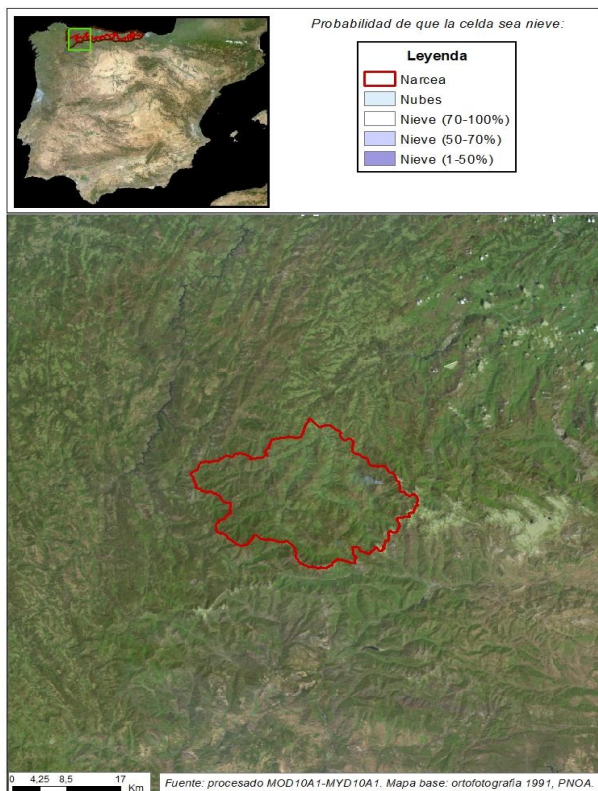 Probabilidad de que la celda sea nieve:
Leyenda
Narcea
Nubes
Nieve (70-100%)
Nieve (50-70%)
Nieve (1-50%)
0 4,25 8,5 17
Km
Fuente: procesado MOD10A1-MYD10A1. Mapa base: ortofotografia 1991, PNOA.